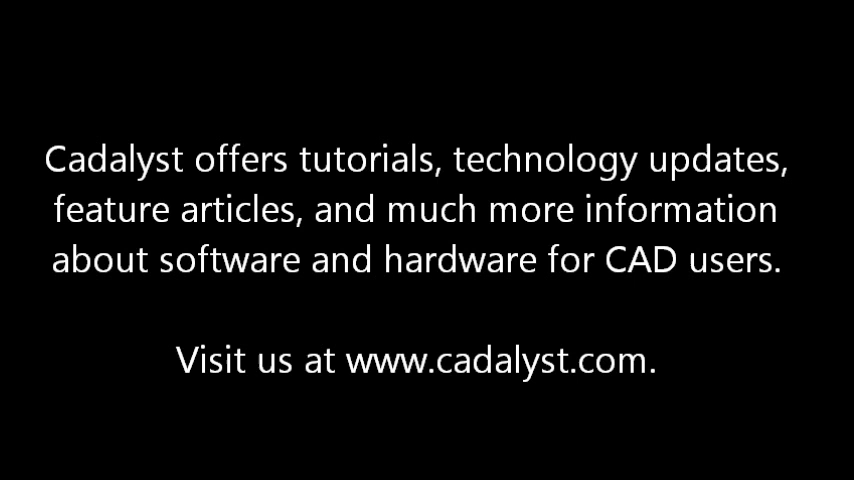 Cadalyst offers tutorials, technology updates,
feature articles, and much more information
about software and hardware for CAD users.
Visit us at www.cadalyst.com.